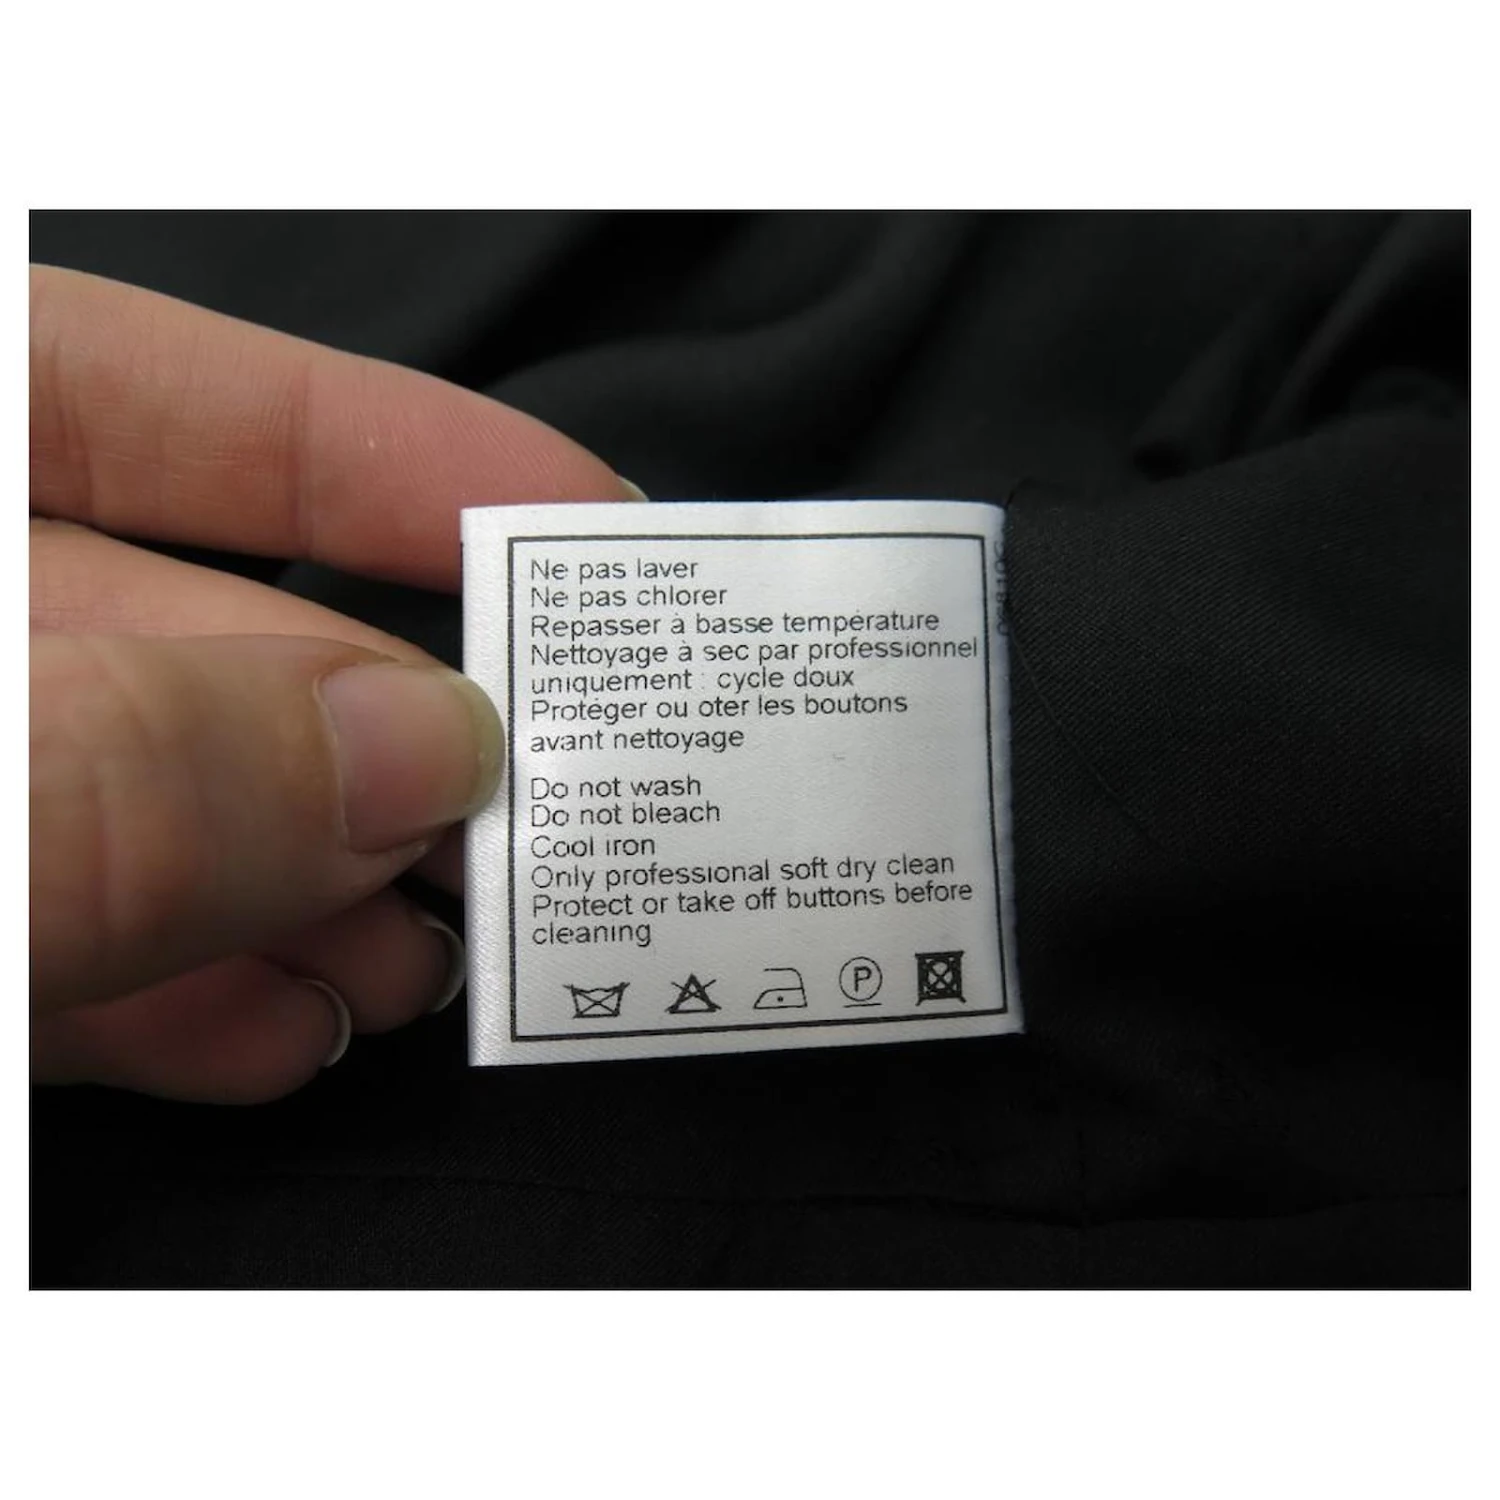 Ne pas laver
Ne pas chlorer
Repasser à basse température
Nettoyage à sec par professionnel
uniquement : cycle doux
Protéger ou oter les boutons
avant nettoyage
Do not wash
Do not bleach
Cool iron
Only professional soft dry clean
Protect or take off buttons before
cleaning
P